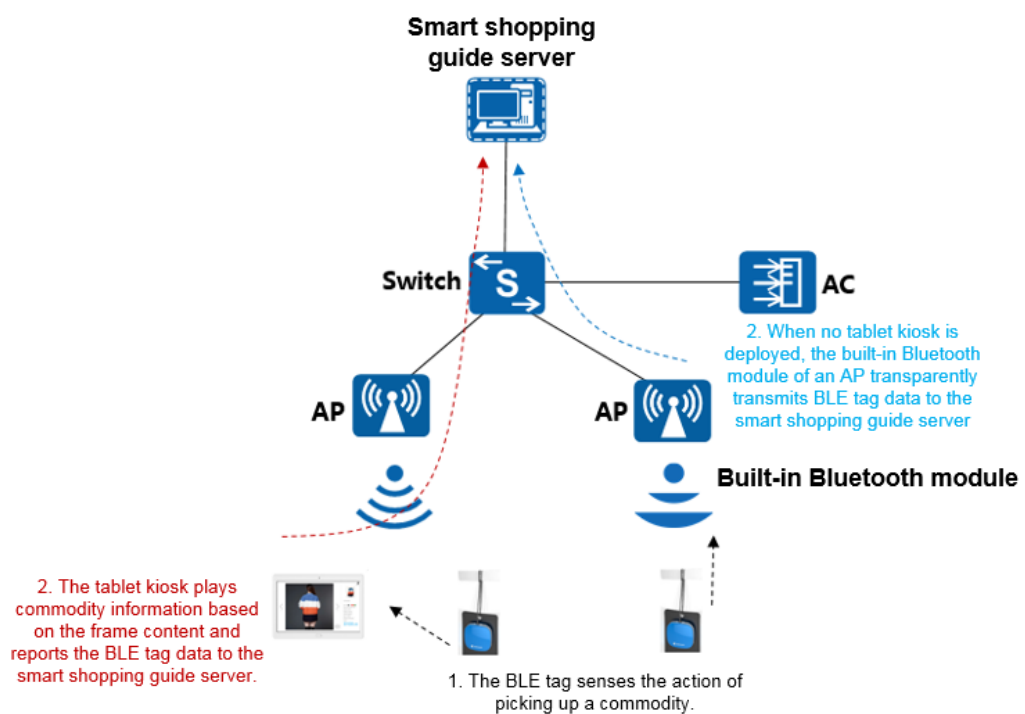 Smart shopping
guide server
Switch
S
AC
2. When no tablet kiosk is
deployed, the built-in Bluetooth
module of an AP transparently
transmits BLE tag data to the
smart shopping guide server
AP
AP
Built-in Bluetooth module
2. The tablet kiosk plays
commodity information based
on the frame content and
reports the BLE tag data to the
smart shopping guide server.
1. The BLE tag senses the action of
picking up a commodity.